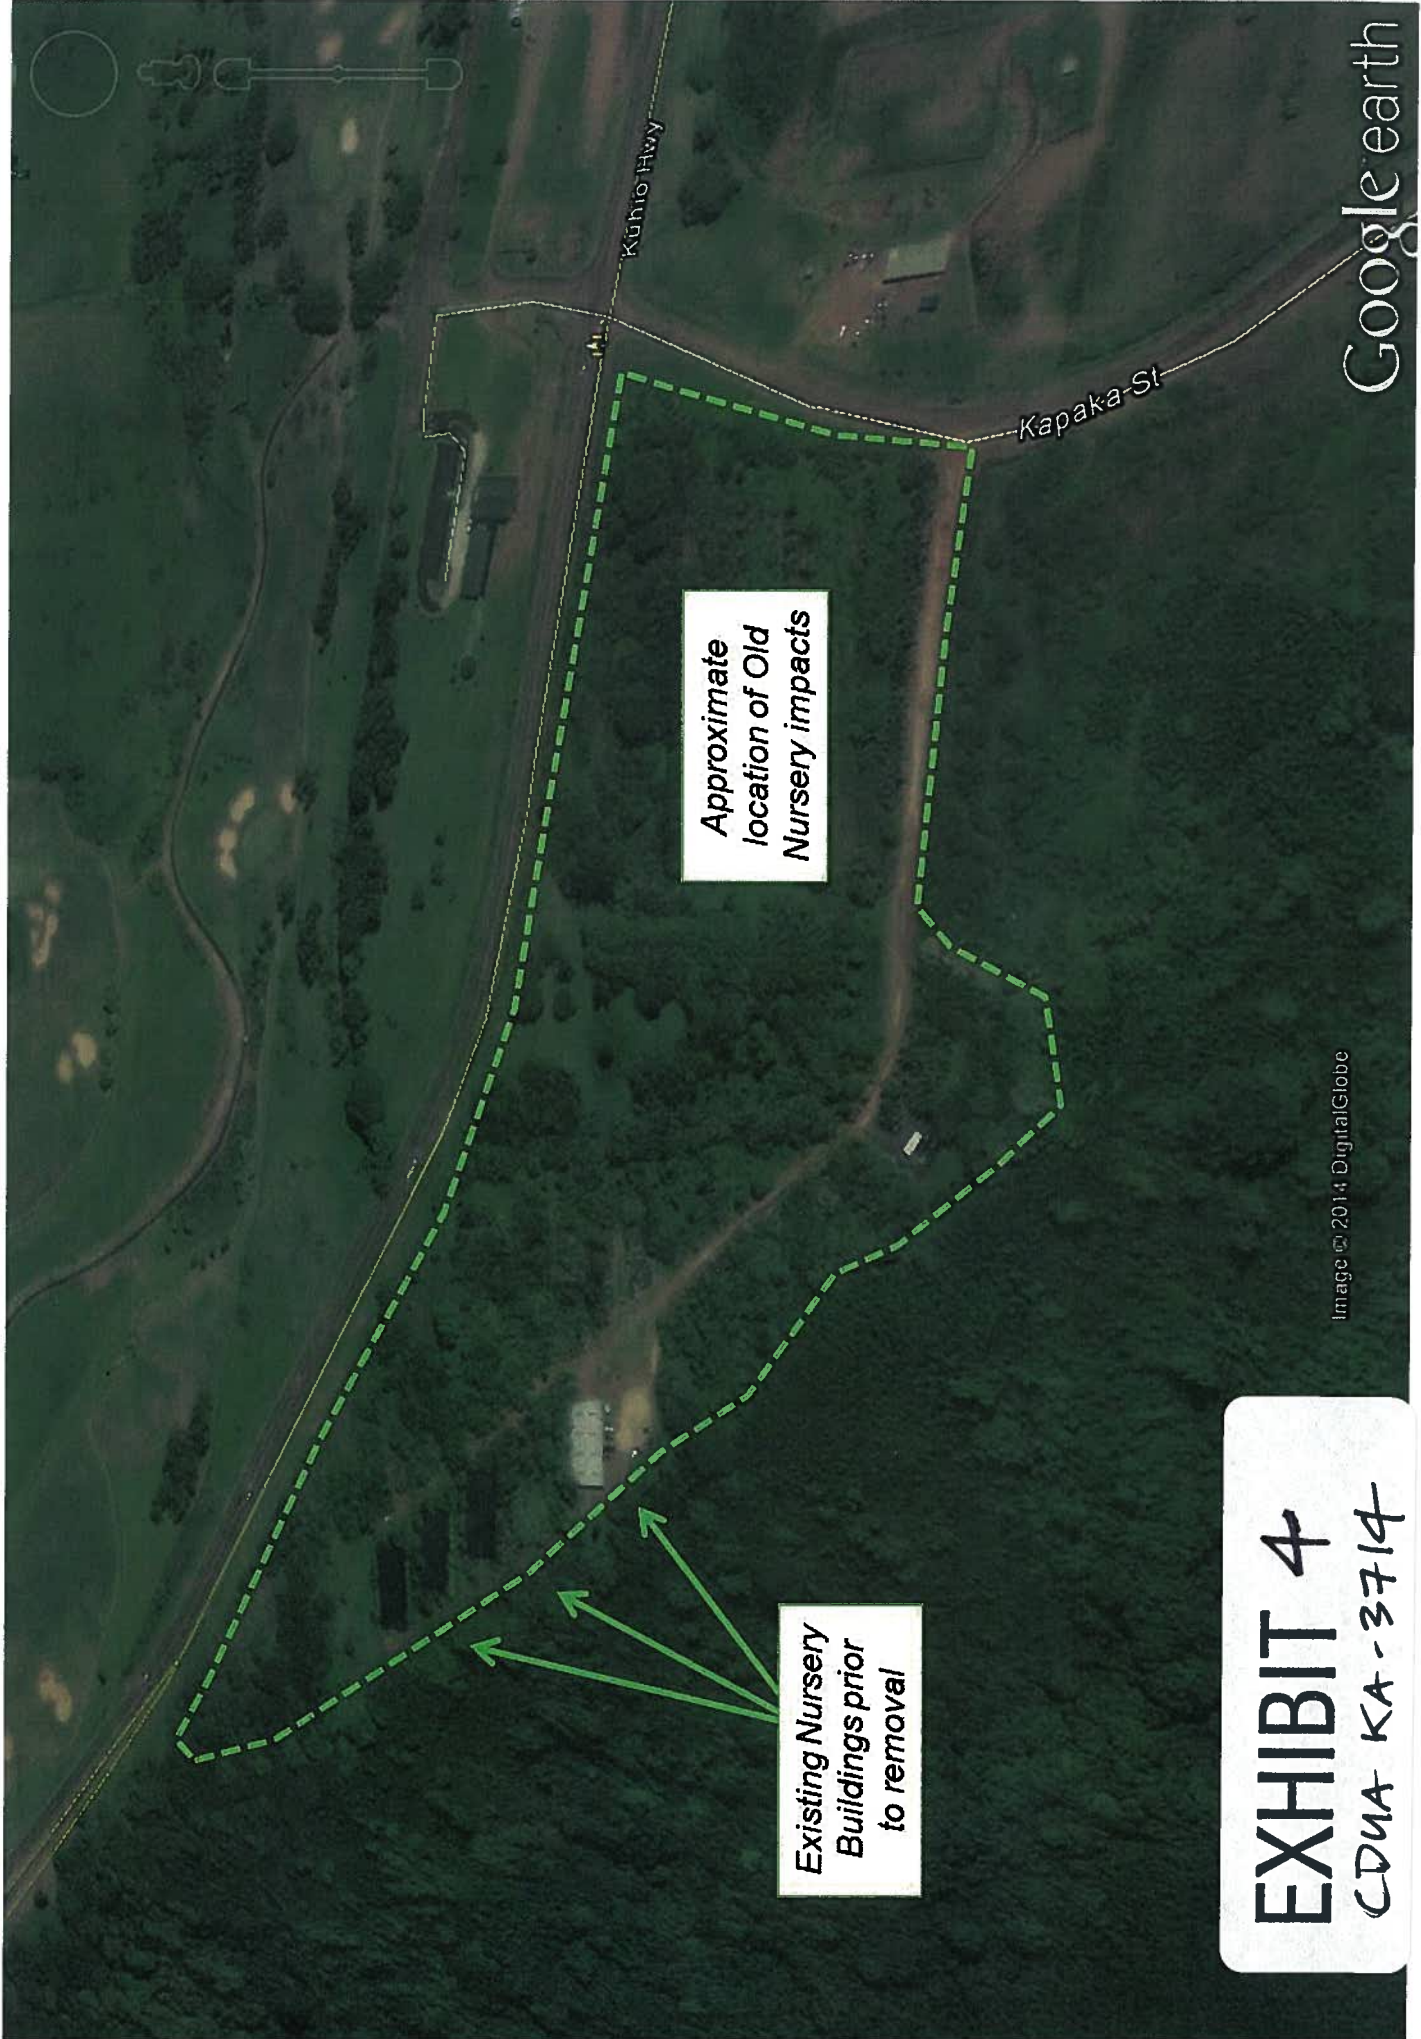 Kuhio Hwy
Kapaka St
Approximate
location of Old
Nursery impacts
Existing Nursery
Buildings prior
to removal
Image © 2014 DigitalGlobe
Google earth
EXHIBIT 4
CDUA KA-3714